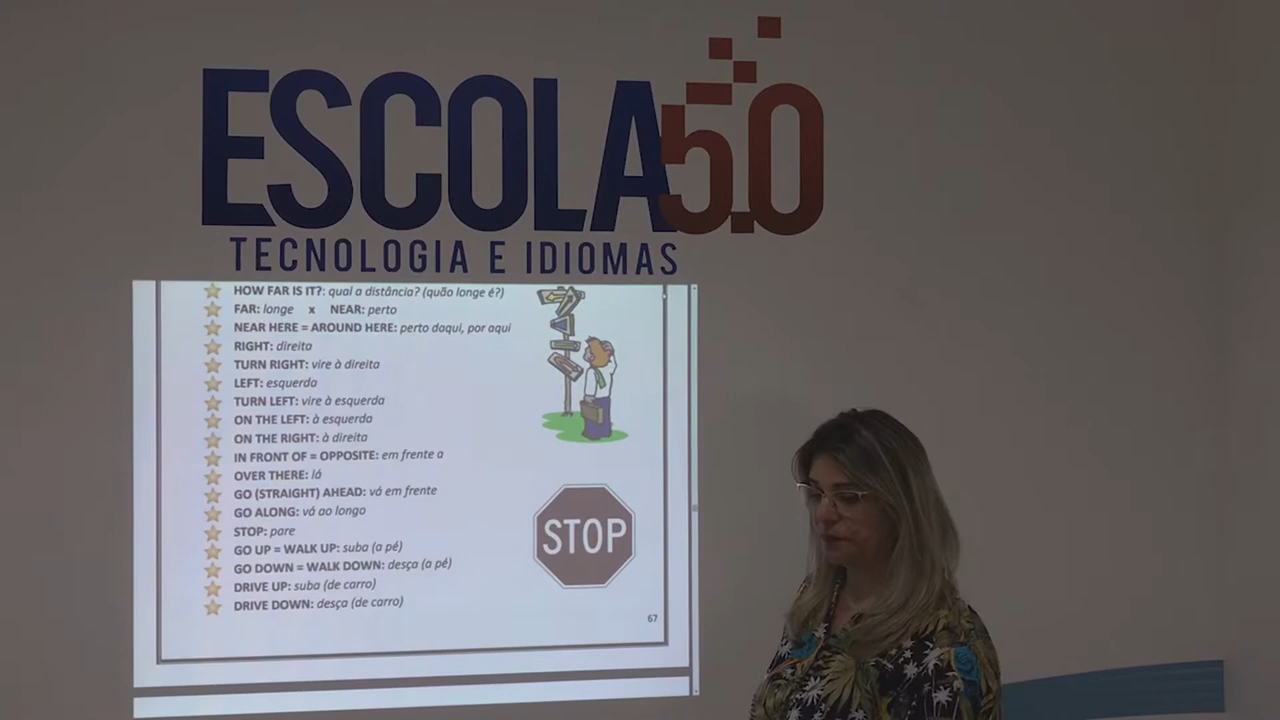 ESCOLA 5.0
TECNOLOGIA E IDIOMAS
HOW FAR IS IT?: qual a distância? (quão longe é?)
FAR: longe x NEAR: perto
NEAR HERE = AROUND HERE: perto daqui, por aqui
RIGHT: direita
TURN RIGHT: vire à direita
LEFT: esquerda
TURN LEFT: vire à esquerda
ON THE LEFT: à esquerda
ON THE RIGHT: à direita
IN FRONT OF = OPPOSITE: em frente a
OVER THERE: lá
GO (STRAIGHT) AHEAD: vá em frente
GO ALONG: vá ao longo
STOP: pare
GO UP = WALK UP: suba (a pé)
GO DOWN = WALK DOWN: desça (a pé)
DRIVE UP: suba (de carro)
DRIVE DOWN: desça (de carro)
STOP
67